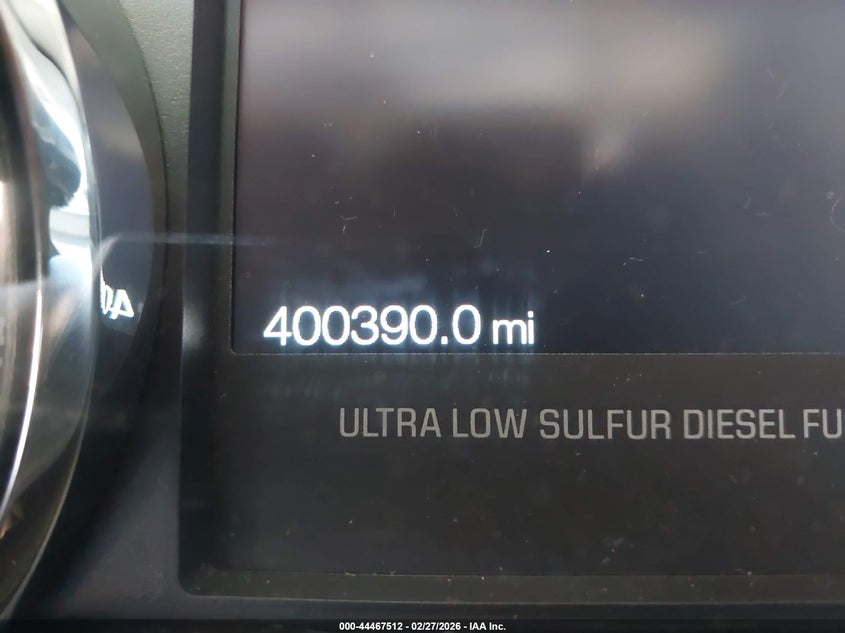 400390.0 mi
ULTRA LOW SULFUR DIESEL FU
000-44467512 - 02/27/2026 - IAA Inc.